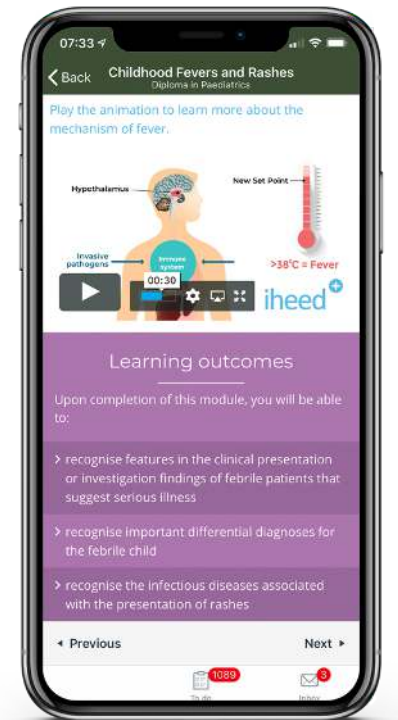 07:33
Back
Childhood Fevers and Rashes
Diploma in Paediatrics
Play the animation to learn more about the
mechanism of fever.
Hypothalamus
New Set Point
Invasive
pathogens
Immune
system
>38°C = Fever
00:30
iheed
Learning outcomes
Upon completion of this module, you will be able
to:
> recognise features in the clinical presentation
or investigation findings of febrile patients that
suggest serious illness
> recognise important differential diagnoses for
the febrile child
> recognise the infectious diseases associated
with the presentation of rashes
Previous
Next
1089
3
To do
Inbox